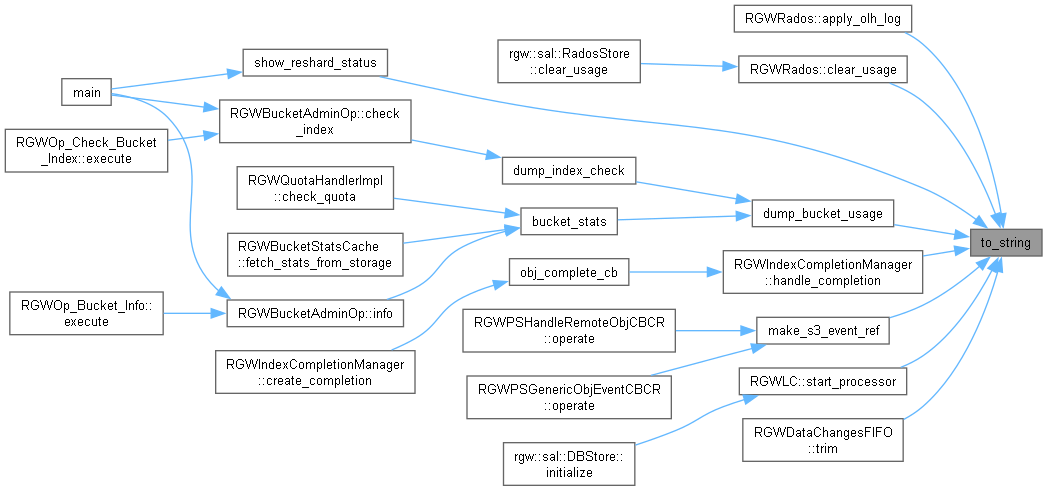 RGWRados::apply_olh_log
rgw::sal::RadosStore
::clear_usage
RGWRados::clear_usage
show_reshard_status
main
RGWBucketAdminOp::check
_index
RGWOp_Check_Bucket
_Index::execute
dump_index_check
RGWQuotaHandlerImpl
::check_quota
dump_bucket_usage
bucket_stats
to_string
RGWBucketStatsCache
::fetch_stats_from_storage
RGWIndexCompletionManager
::handle_completion
obj_complete_cb
RGWOp_Bucket_Info::
execute
RGWBucketAdminOp::info
RGWPSHandleRemoteObjCBCR
::operate
make_s3_event_ref
RGWIndexCompletionManager
::create_completion
RGWLC::start_processor
RGWPSGenericObjEventCBCR
::operate
RGWDataChangesFIFO
::trim
rgw::sal::DBStore::
initialize